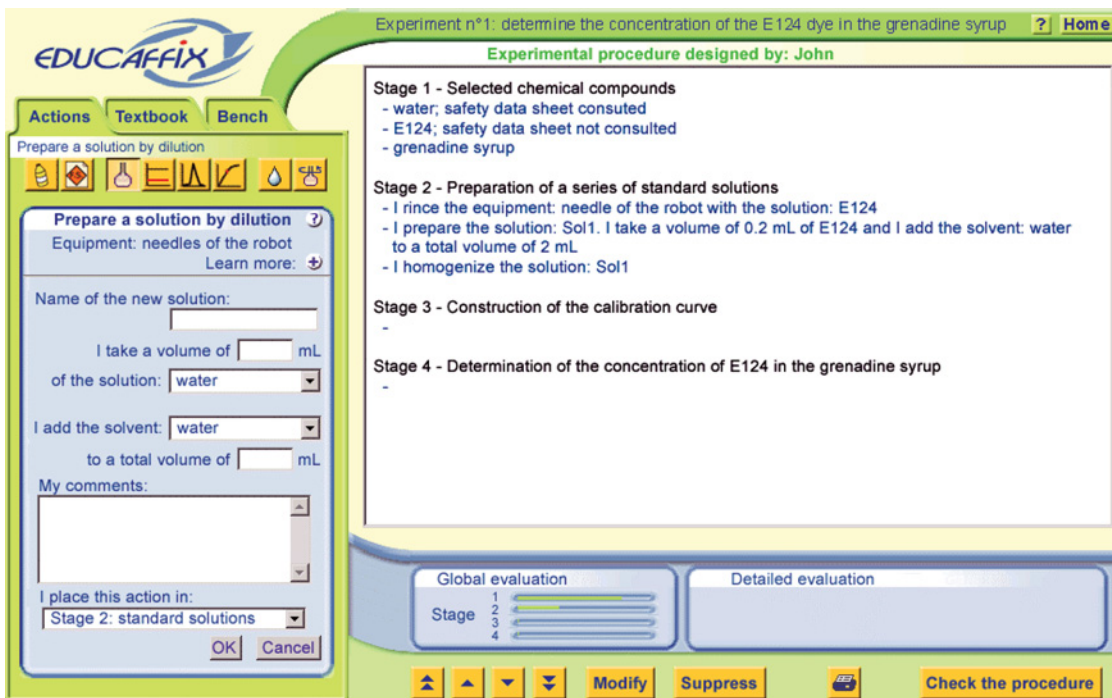 Experiment n°1: determine the concentration of the E124 dye in the grenadine syrup ? Home
EDUCAFFIX
Experimental procedure designed by: John
Actions Textbook Bench
Prepare a solution by dilution
Prepare a solution by dilution ?
Equipment: needles of the robot
Learn more: +
Name of the new solution:
I take a volume of mL
of the solution: water
I add the solvent: water
to a total volume of mL
My comments:
I place this action in:
Stage 2: standard solutions
OK Cancel
Stage 1 - Selected chemical compounds
- water; safety data sheet consuted
- E124; safety data sheet not consulted
- grenadine syrup
Stage 2 - Preparation of a series of standard solutions
- I rince the equipment: needle of the robot with the solution: E124
- I prepare the solution: Sol1. I take a volume of 0.2 mL of E124 and I add the solvent: water
to a total volume of 2 mL
- I homogenize the solution: Sol1
Stage 3 - Construction of the calibration curve
-
Stage 4 - Determination of the concentration of E124 in the grenadine syrup
-
Global evaluation
Stage
1
2
3
4
Detailed evaluation
Modify Suppress Check the procedure